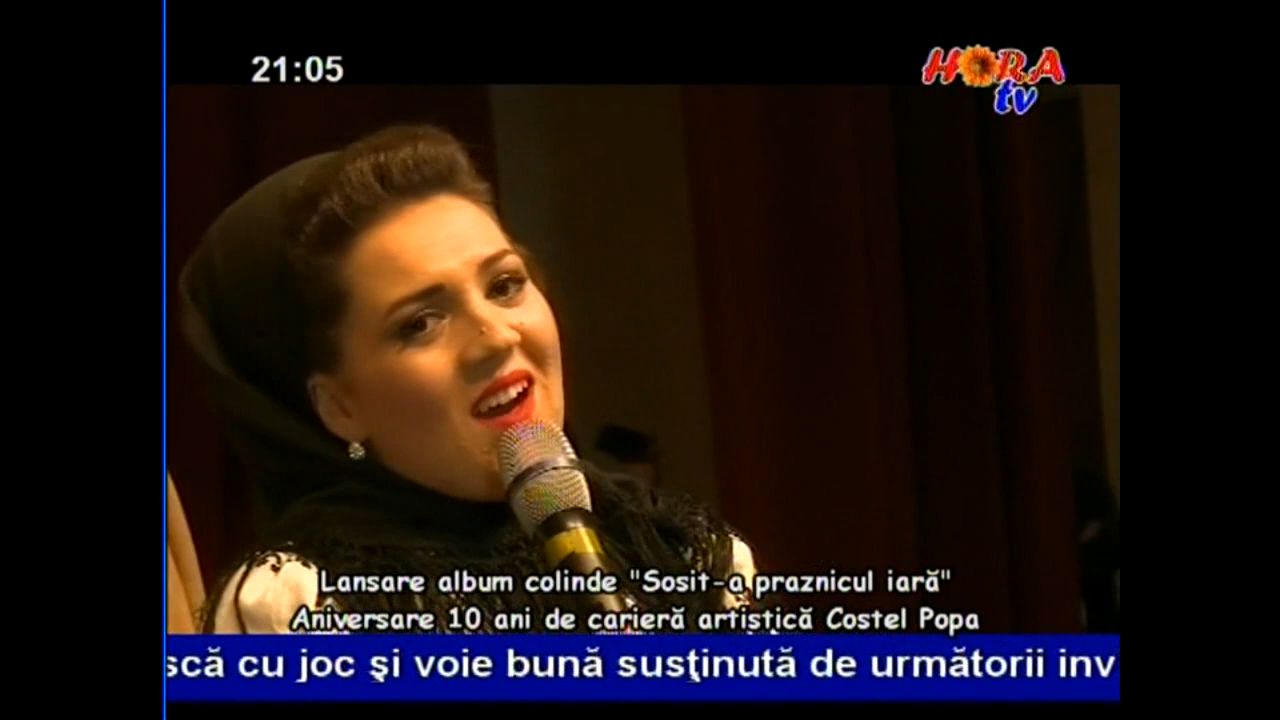 21:05
HORA
tv
Lansare album colinde "Sosit-a praznicul iară"
Aniversare 10 ani de carieră artistică Costel Popa
scă cu joc şi voie bună susţinută de următorii inv